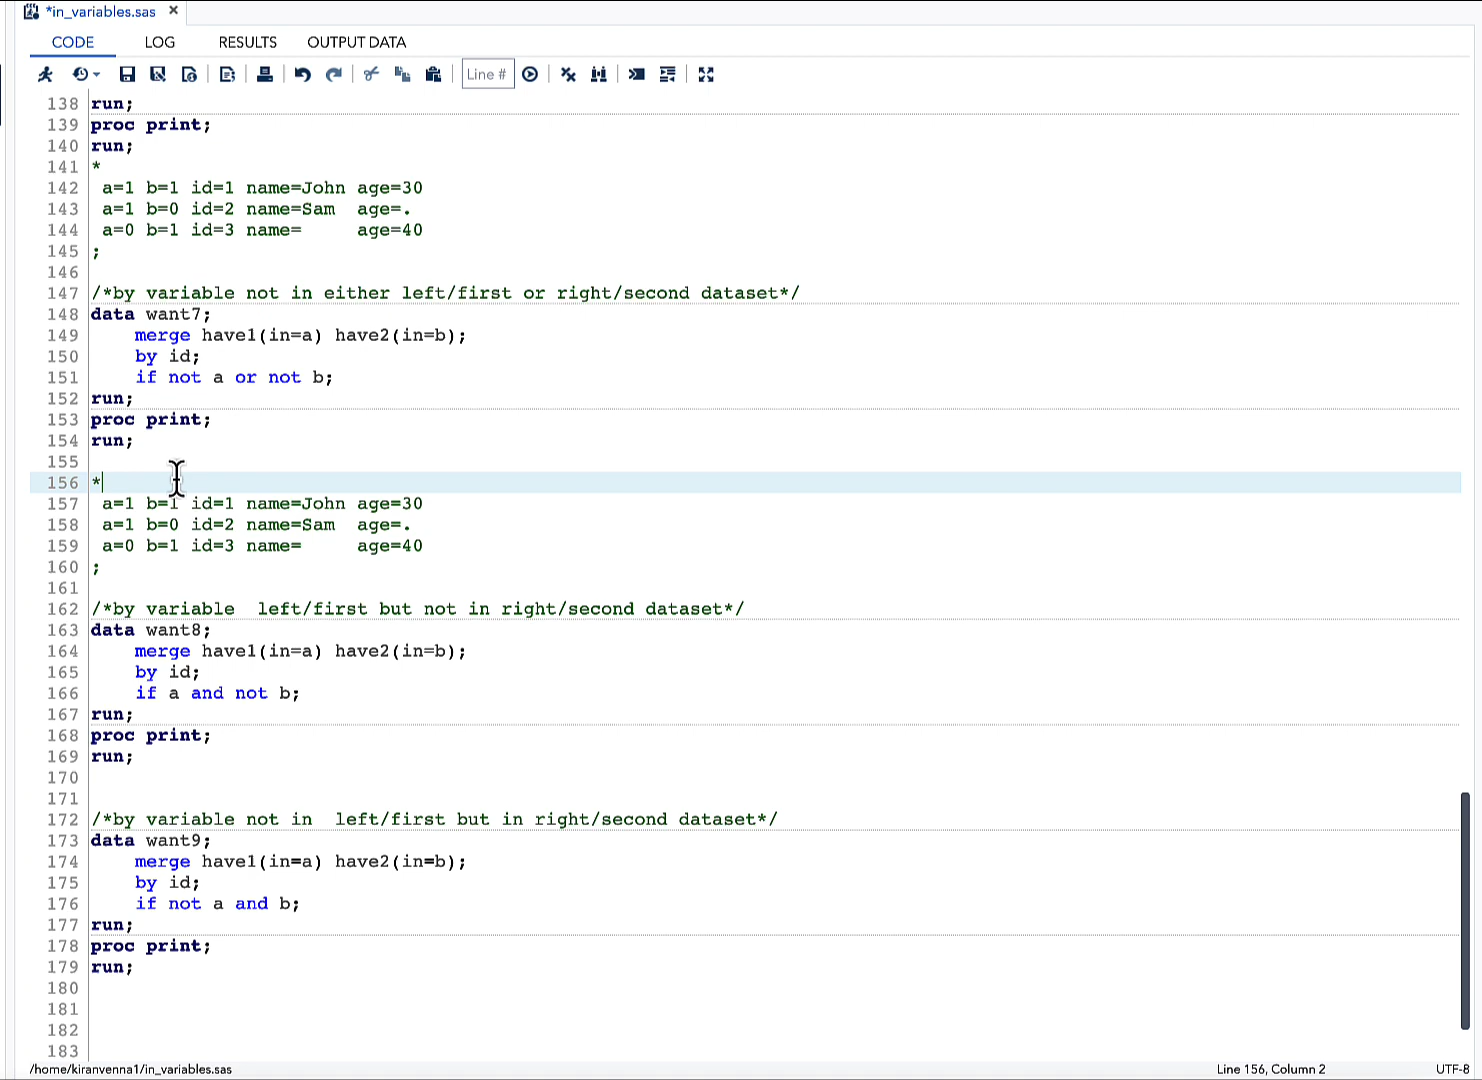 *in_variables.sas ×
CODE LOG RESULTS OUTPUT DATA
Line #
138 run;
139 proc print;
140 run;
141 *
142  a=1 b=1 id=1 name=John age=30
143  a=1 b=0 id=2 name=Sam  age=.
144  a=0 b=1 id=3 name=     age=40
145 ;
146
147 /*by variable not in either left/first or right/second dataset*/
148 data want7;
149     merge have1(in=a) have2(in=b);
150     by id;
151     if not a or not b;
152 run;
153 proc print;
154 run;
155
156 *
157  a=1 b=1 id=1 name=John age=30
158  a=1 b=0 id=2 name=Sam  age=.
159  a=0 b=1 id=3 name=     age=40
160 ;
161
162 /*by variable  left/first but not in right/second dataset*/
163 data want8;
164     merge have1(in=a) have2(in=b);
165     by id;
166     if a and not b;
167 run;
168 proc print;
169 run;
170
171
172 /*by variable not in  left/first but in right/second dataset*/
173 data want9;
174     merge have1(in=a) have2(in=b);
175     by id;
176     if not a and b;
177 run;
178 proc print;
179 run;
180
181
182
183
/home/kiranvenna1/in_variables.sas Line 156, Column 2 UTF-8